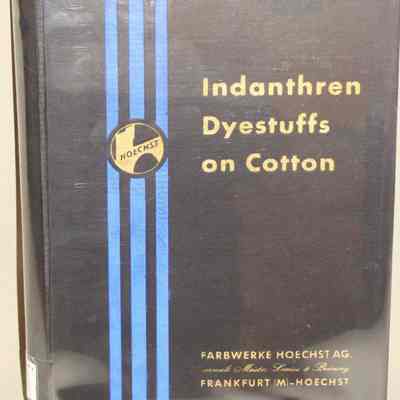 Indanthren
Dyestuffs
on Cotton
HOECHST
FARBWERKE HOECHST AG.
vormals Meister Lucius & Brüning
FRANKFURT (M)-HOECHST